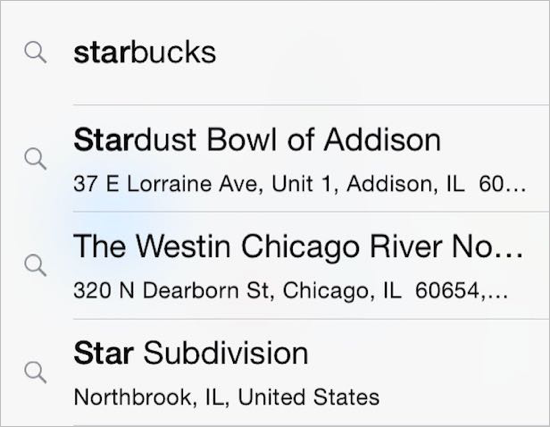 starbucks
Stardust Bowl of Addison
37 E Lorraine Ave, Unit 1, Addison, IL  60...
The Westin Chicago River No...
320 N Dearborn St, Chicago, IL  60654,...
Star Subdivision
Northbrook, IL, United States